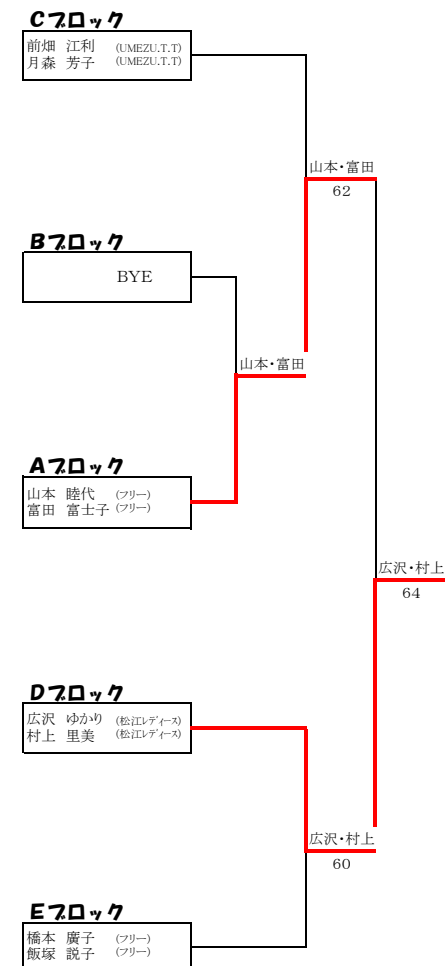 Cブロック
前畑 江利 (UMEZU.T.T)
月森 芳子 (UMEZU.T.T)
山本・富田
62
Bブロック
BYE
山本・富田
Aブロック
山本 睦代 (フリー)
富田 富士子 (フリー)
広沢・村上
64
Dブロック
広沢 ゆかり (松江レディース)
村上 里美 (松江レディース)
広沢・村上
60
Eブロック
橋本 廣子 (フリー)
飯塚 説子 (フリー)